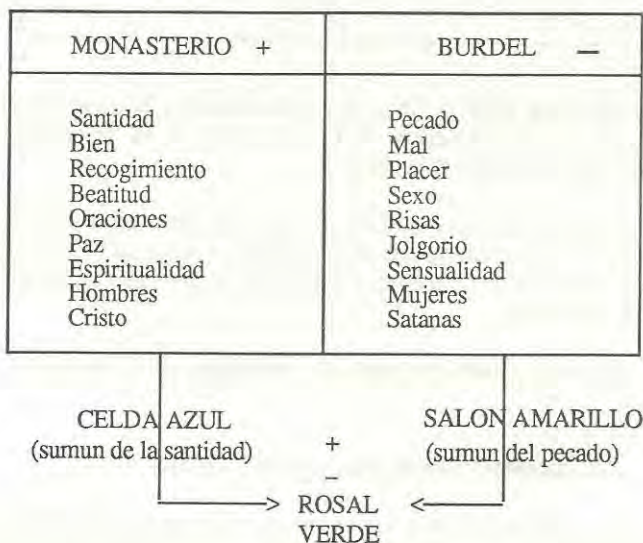 MONASTERIO +
BURDEL —
Santidad
Bien
Recogimiento
Beatitud
Oraciones
Paz
Espiritualidad
Hombres
Cristo
Pecado
Mal
Placer
Sexo
Risas
Jolgorio
Sensualidad
Mujeres
Satanas
CELDA AZUL
(sumun de la santidad)
+
–
SALON AMARILLO
(sumun del pecado)
ROSAL
VERDE